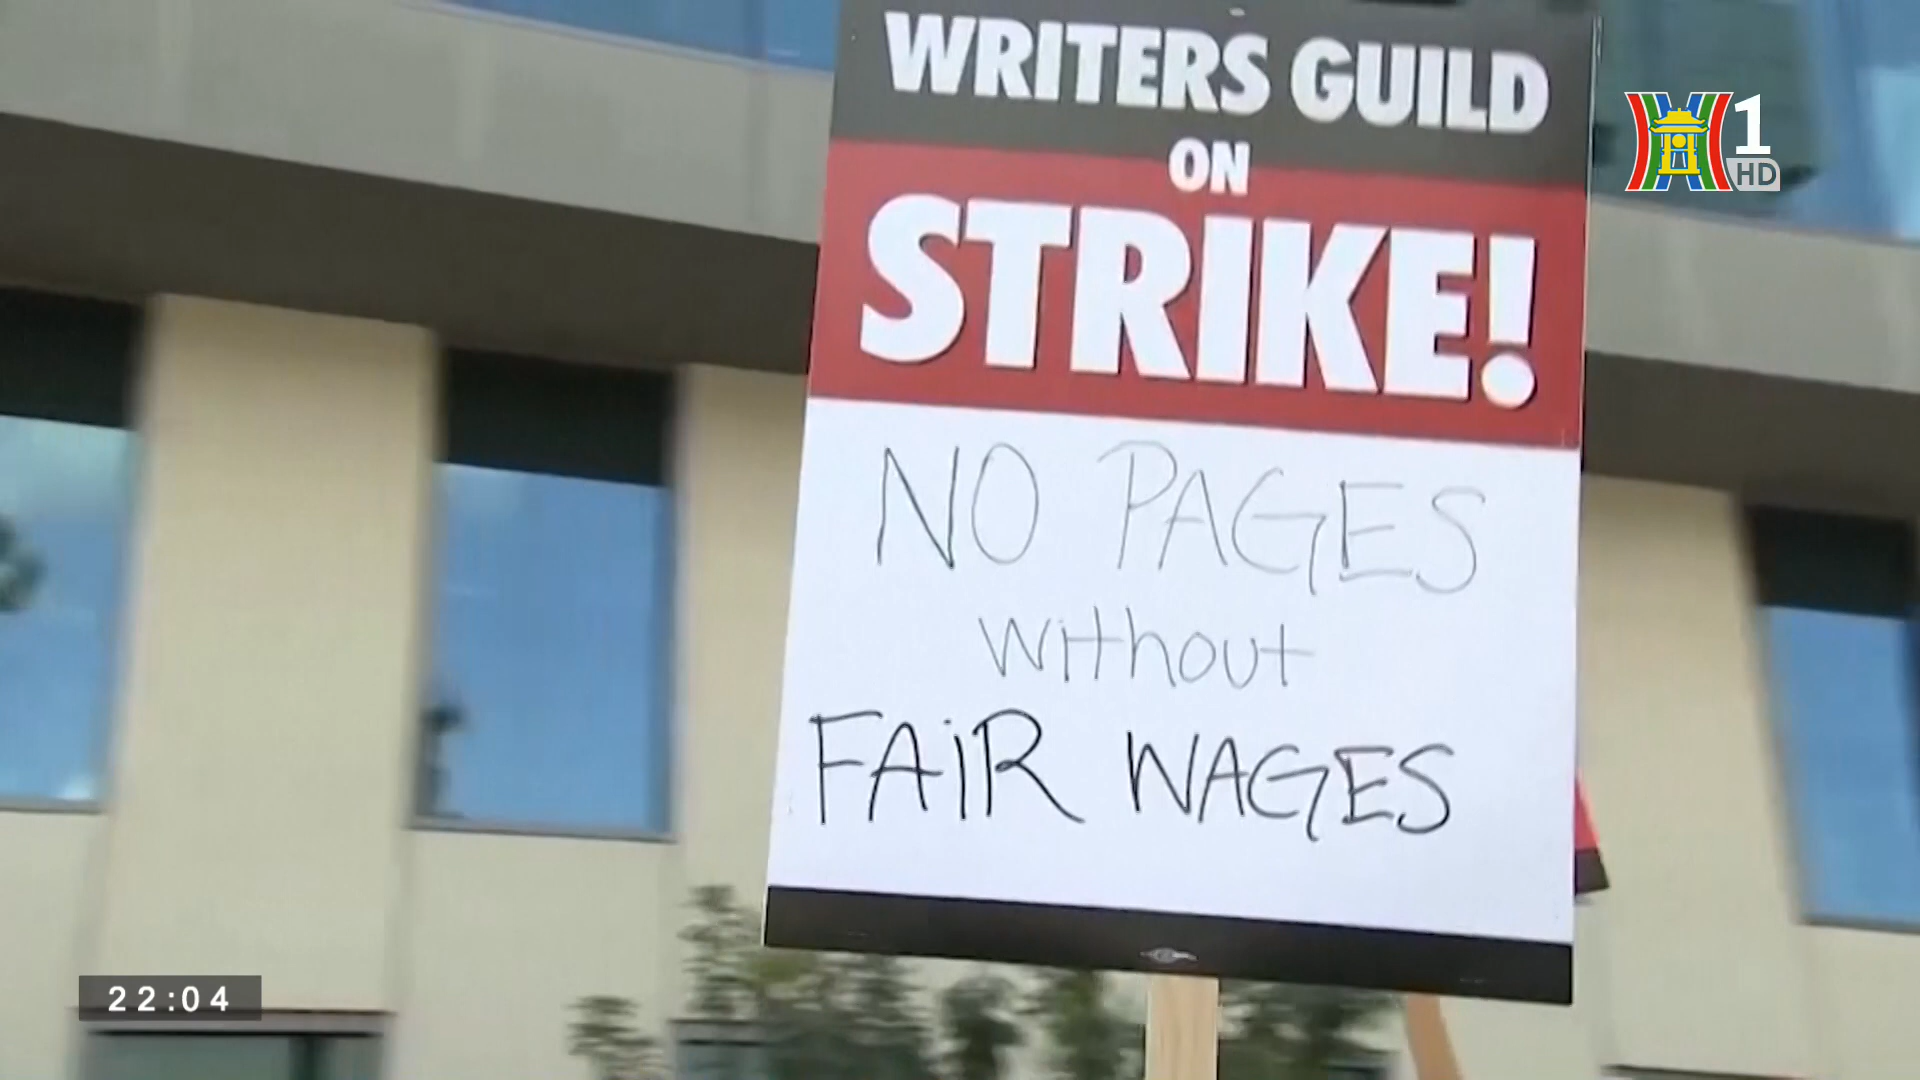 WRITERS GUILD
ON
STRIKE!
NO PAGES
without
FAiR WAGES
1
HD
22:04